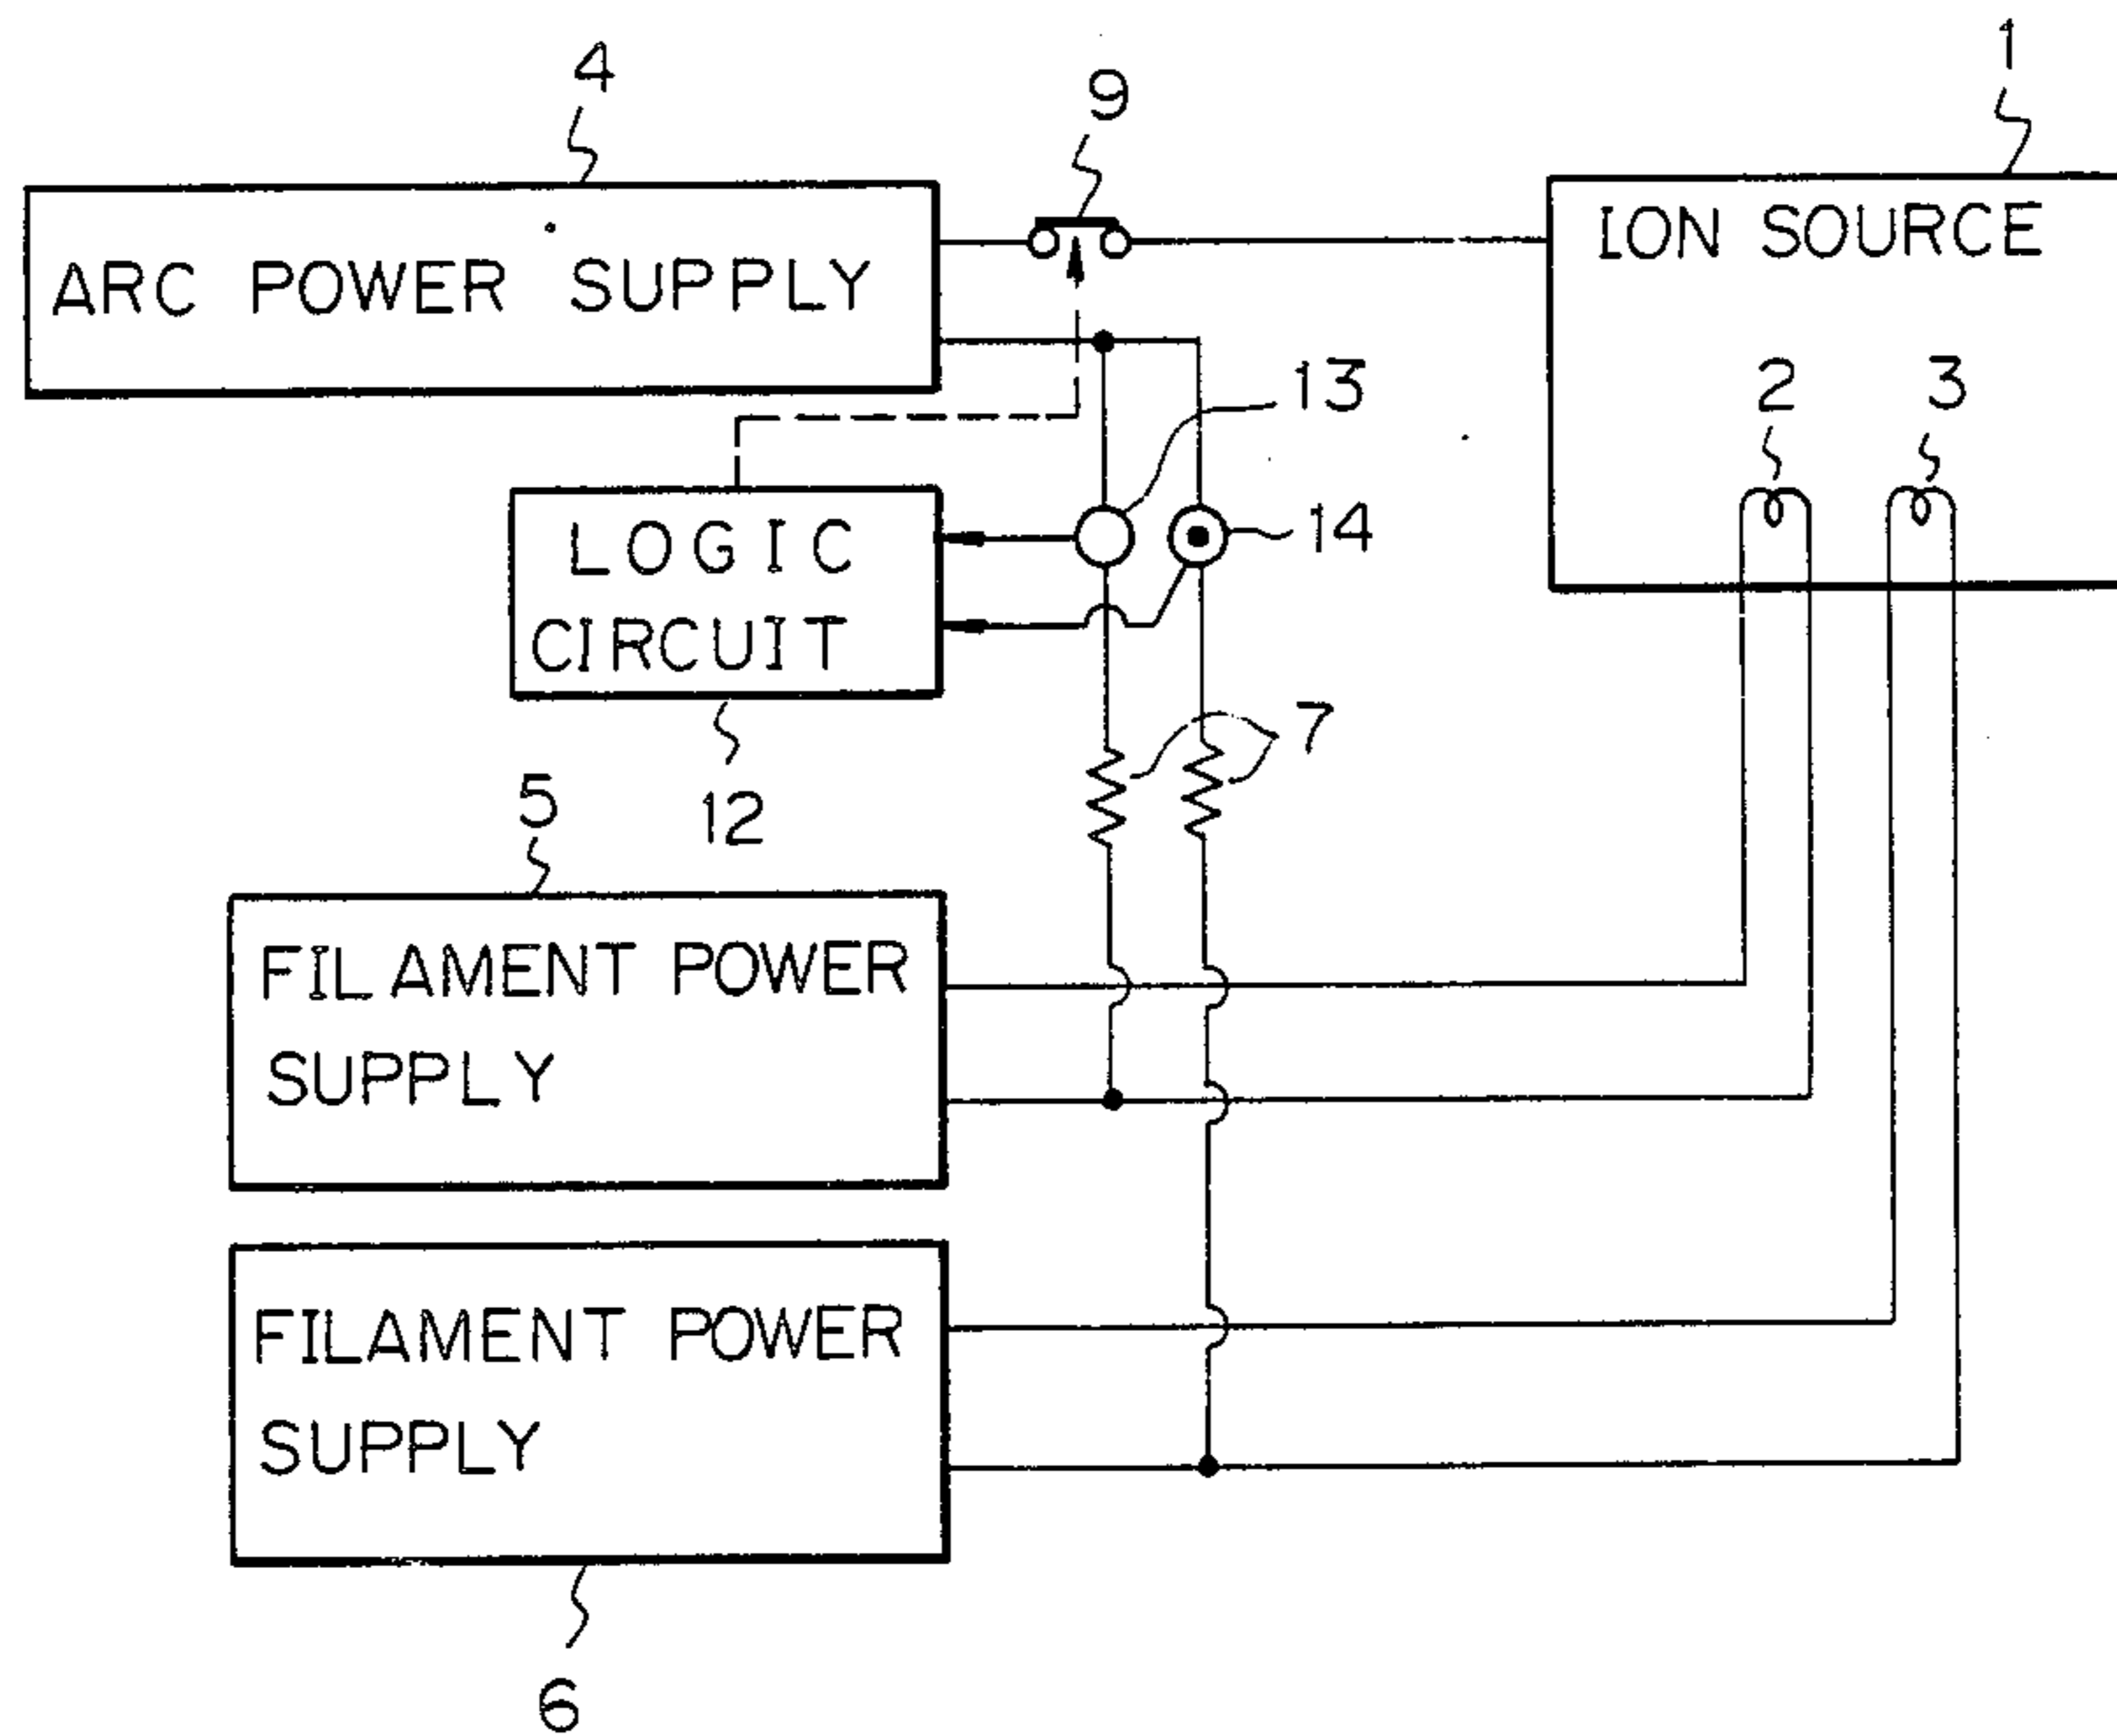 4
9
1
ARC POWER SUPPLY
ION SOURCE
13
2
3
LOGIC
CIRCUIT
14
7
12
5
FILAMENT POWER
SUPPLY
FILAMENT POWER
SUPPLY
6